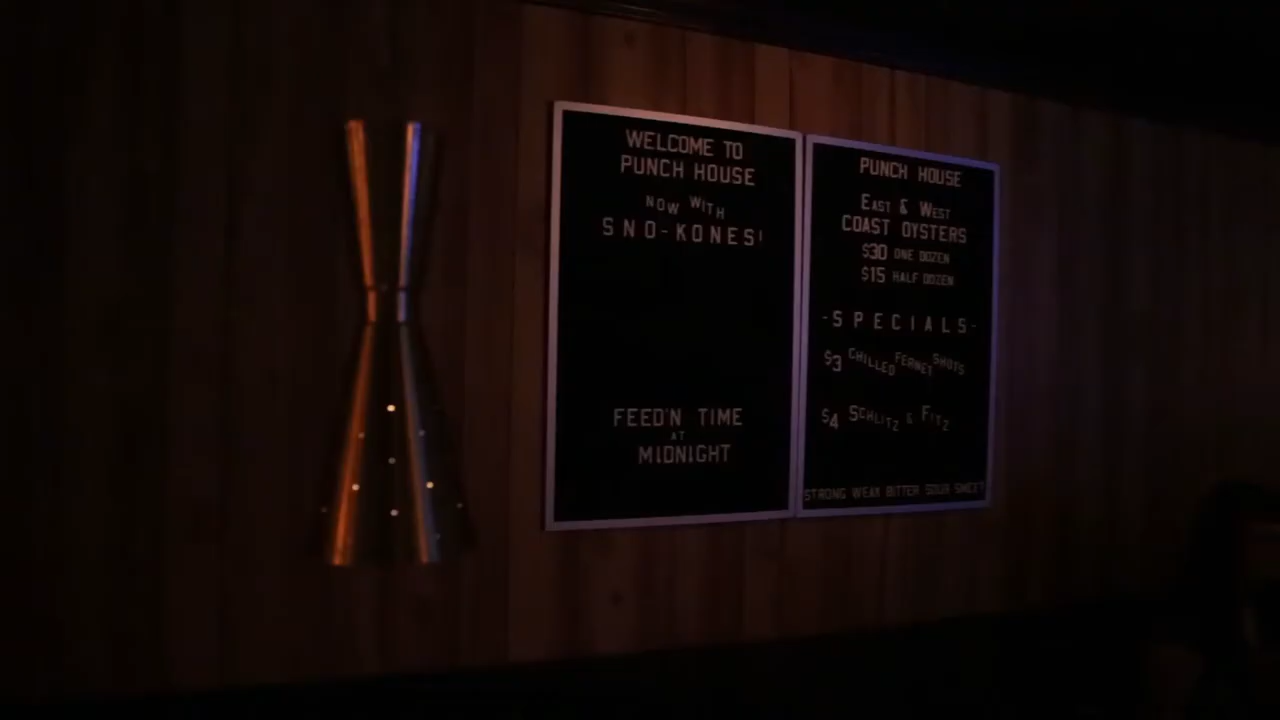 WELCOME TO
PUNCH HOUSE
NOW WITH
SNO-KONES!
FEED'N TIME
AT
MIDNIGHT
PUNCH HOUSE
EAST & WEST
COAST OYSTERS
$30 ONE DOZEN
$15 HALF DOZEN
-SPECIALS-
$3 CHILLED FERNET SHOTS
$4 SCHLITZ & FITZ
STRONG WEAK BITTER SOUR SWEET